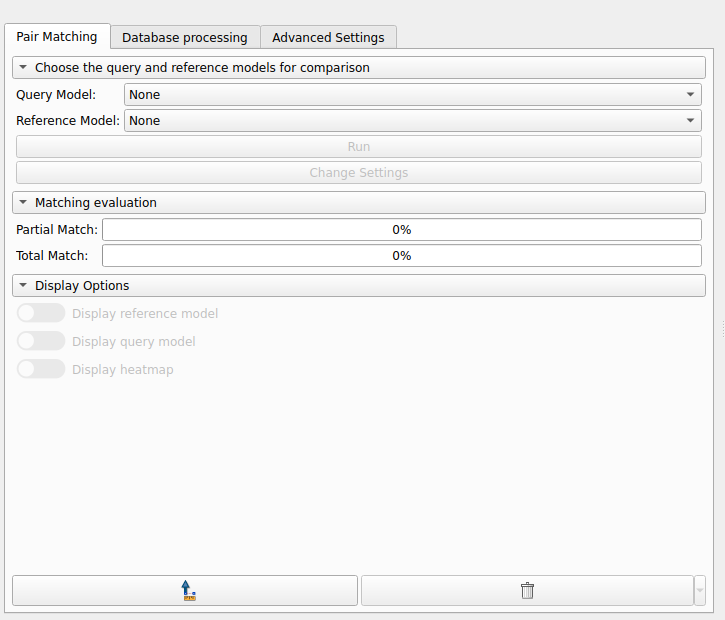 Pair Matching
Database processing
Advanced Settings
Choose the query and reference models for comparison
Query Model:
None
Reference Model:
None
Run
Change Settings
Matching evaluation
Partial Match:
0%
Total Match:
0%
Display Options
Display reference model
Display query model
Display heatmap